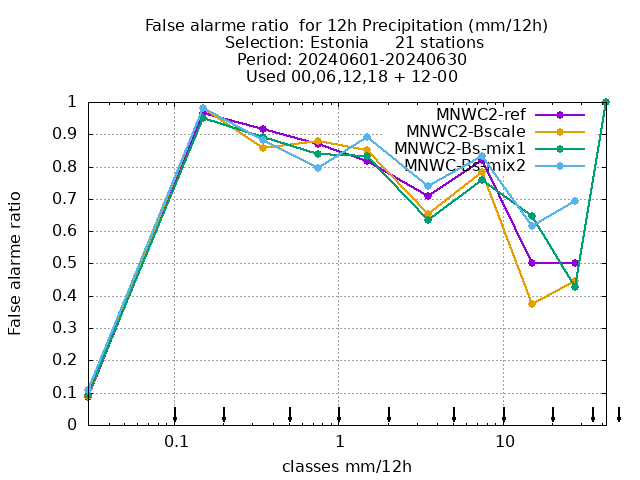 False alarme ratio  for 12h Precipitation (mm/12h)
Selection: Estonia     21 stations
Period: 20240601-20240630
Used 00,06,12,18 + 12-00
MNWC2-ref
MNWC2-Bscale
MNWC2-Bs-mix1
MNWC-Bs-mix2
False alarme ratio
1
0.9
0.8
0.7
0.6
0.5
0.4
0.3
0.2
0.1
0
0.1 1 10
classes mm/12h